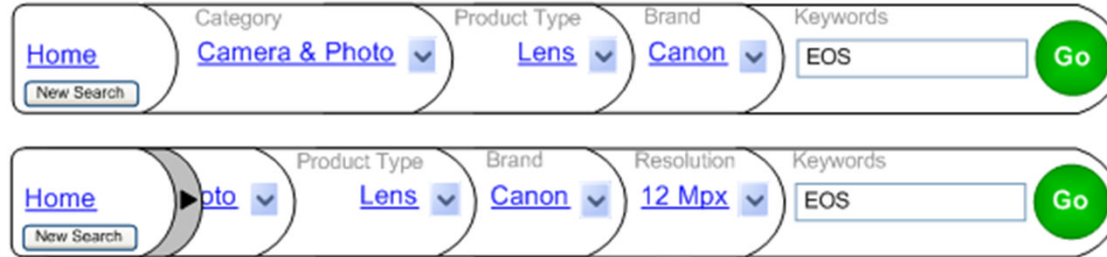 Category Product Type Brand Keywords
Home Camera & Photo Lens Canon EOS Go
New Search
Product Type Brand Resolution Keywords
Home oto Lens Canon 12 Mpx EOS Go
New Search